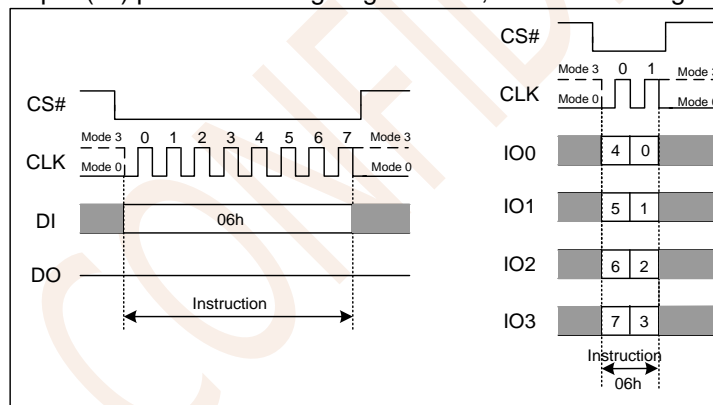 CS#
Mode 3 0 1 2 3 4 5 6 7 Mode 3
CLK
Mode 0 Mode 0
DI 06h
DO
Instruction
CS#
Mode 3 0 1 Mode 3
CLK
Mode 0
IO0 4 0
IO1 5 1
IO2 6 2
IO3 7 3
Instruction
06h